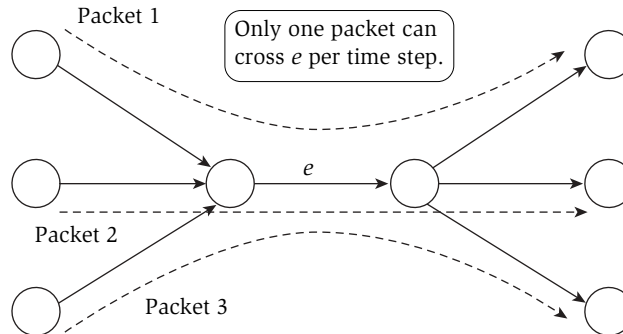 Packet 1
Only one packet can
cross e per time step.
e
Packet 2
Packet 3